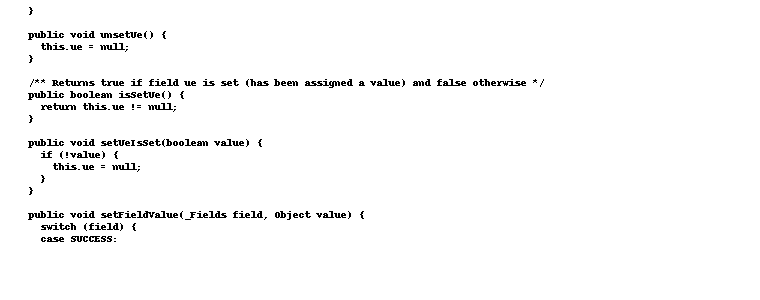 }
public void unsetUe() {
this.ue = null;
}
/** Returns true if field ue is set (has been assigned a value) and false otherwise */
public boolean isSetUe() {
return this.ue != null;
}
public void setUeIsSet(boolean value) {
if (!value) {
this.ue = null;
}
}
public void setFieldValue(_Fields field, Object value) {
switch (field) {
case SUCCESS: